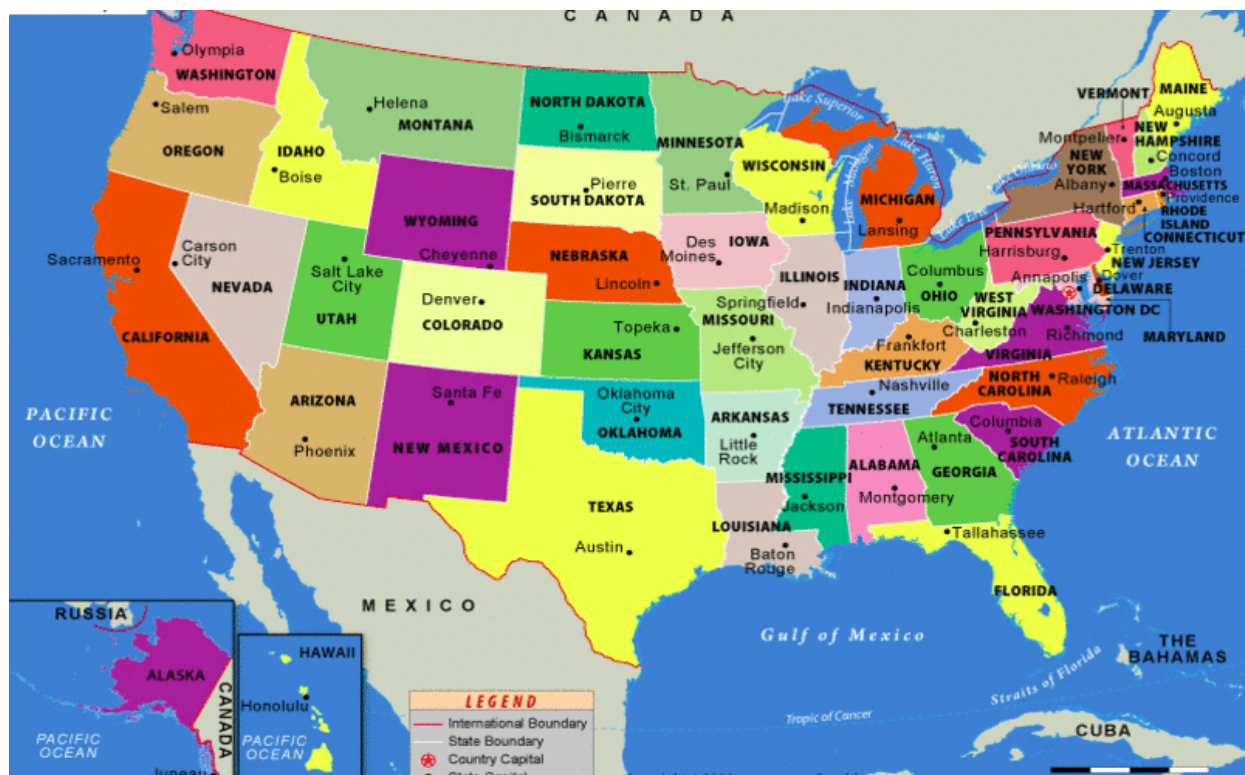 CANADA
Olympia
WASHINGTON
Salem
OREGON
IDAHO
Boise
Helena
MONTANA
NORTH DAKOTA
Bismarck
MINNESOTA
St. Paul
Lake Superior
WISCONSIN
Madison
Lake Michigan
Lake Huron
MICHIGAN
Lansing
Lake Ontario
Lake Erie
VERMONT
MAINE
Augusta
Montpelier
NEW
HAMPSHIRE
Concord
NEW
YORK
Albany
Boston
MASSACHUSETTS
Providence
Hartford
RHODE
ISLAND
CONNECTICUT
PENNSYLVANIA
Harrisburg
Trenton
NEW JERSEY
Annapolis
Dover
DELAWARE
WASHINGTON DC
MARYLAND
WYOMING
Cheyenne
Pierre
SOUTH DAKOTA
NEBRASKA
Lincoln
Des
Moines
IOWA
ILLINOIS
Springfield
INDIANA
Indianapolis
Columbus
OHIO
WEST
VIRGINIA
Charleston
Richmond
VIRGINIA
Sacramento
CALIFORNIA
Carson
City
NEVADA
Salt Lake
City
UTAH
Denver
COLORADO
Topeka
KANSAS
MISSOURI
Jefferson
City
Frankfort
KENTUCKY
Nashville
TENNESSEE
NORTH
CAROLINA
Raleigh
ARIZONA
Phoenix
Santa Fe
NEW MEXICO
Oklahoma
City
OKLAHOMA
ARKANSAS
Little
Rock
MISSISSIPPI
Jackson
ALABAMA
Montgomery
Atlanta
GEORGIA
Columbia
SOUTH
CAROLINA
PACIFIC
OCEAN
ATLANTIC
OCEAN
TEXAS
Austin
LOUISIANA
Baton
Rouge
Tallahassee
FLORIDA
MEXICO
Gulf of Mexico
THE
BAHAMAS
Straits of Florida
Tropic of Cancer
CUBA
RUSSIA
ALASKA
CANADA
PACIFIC
OCEAN
Juneau
HAWAII
Honolulu
PACIFIC
OCEAN
LEGEND
International Boundary
State Boundary
Country Capital
State Capital